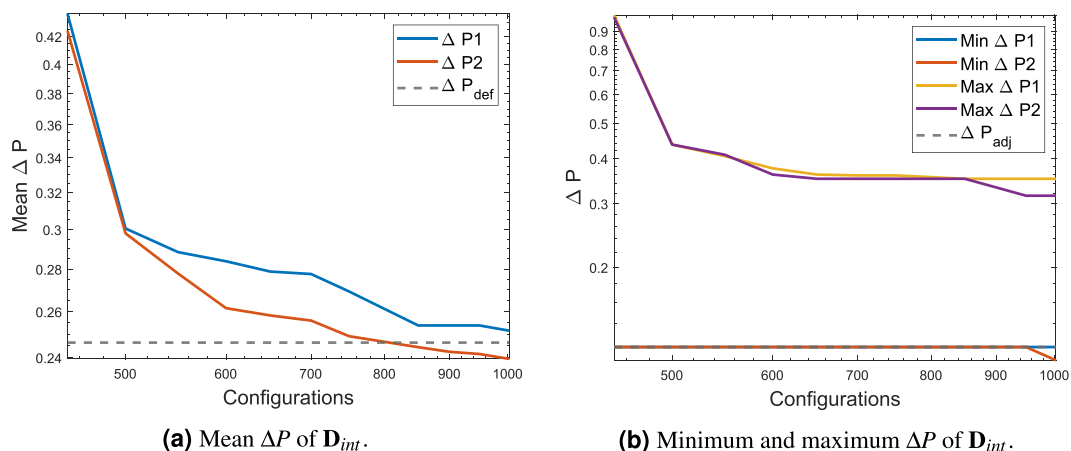 0.42
0.4
0.38
0.36
0.34
0.32
0.3
0.28
0.26
0.24
Mean Δ P
500
600
700
800
900
1000
Configurations
Δ P1
Δ P2
Δ P_def
(a) Mean ΔP of D_int.
0.9
0.8
0.7
0.6
0.5
0.4
0.3
0.2
Δ P
500
600
700
800
900
1000
Configurations
Min Δ P1
Min Δ P2
Max Δ P1
Max Δ P2
Δ P_adj
(b) Minimum and maximum ΔP of D_int.